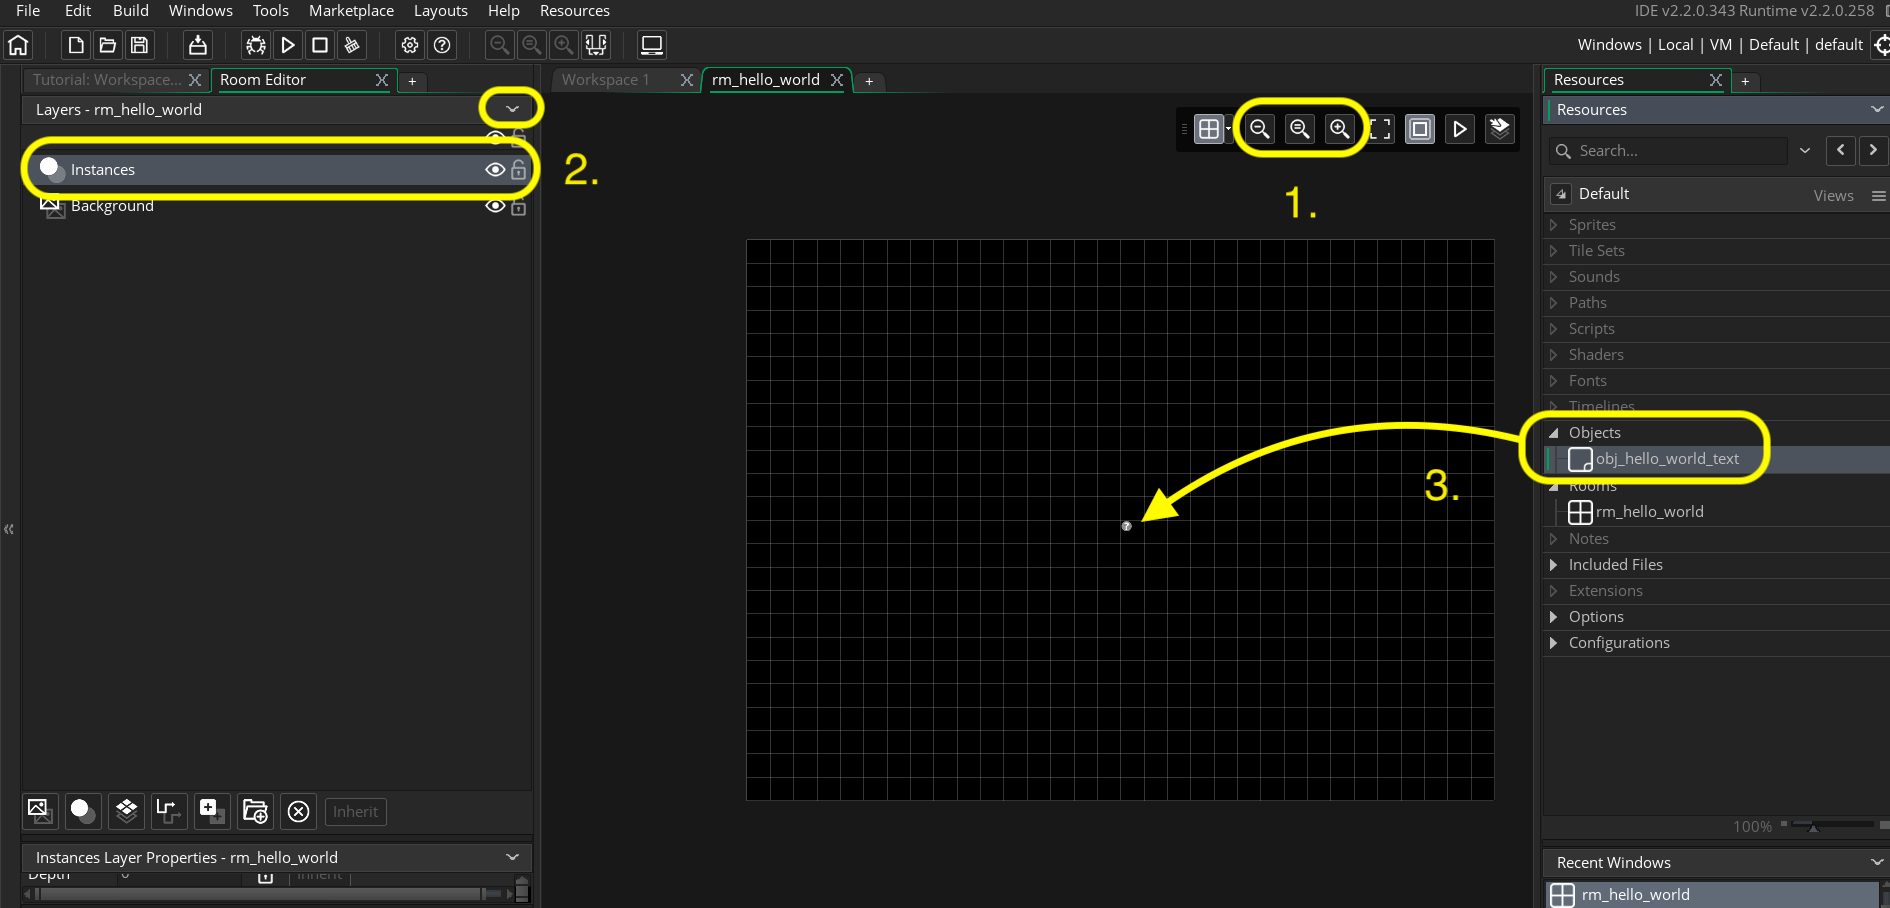 File Edit Build Windows Tools Marketplace Layouts Help Resources
IDE v2.2.0.343 Runtime v2.2.0.258
Windows | Local | VM | Default | default
Tutorial: Workspace... Room Editor
Workspace 1 rm_hello_world
Resources
Layers - rm_hello_world
Resources
Search...
Instances
2.
Default Views
1.
Background
Sprites
Tile Sets
Sounds
Paths
Scripts
Shaders
Fonts
Timelines
Objects
obj_hello_world_text
3.
Rooms
rm_hello_world
Notes
Included Files
Extensions
Options
Configurations
Inherit
100%
Instances Layer Properties - rm_hello_world
Recent Windows
Depth 0 Inherit
rm_hello_world